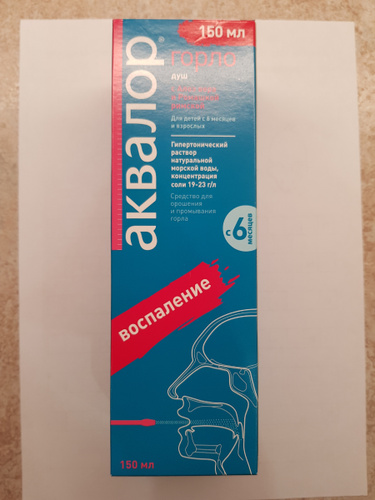 150 мл
аквалор®
горло
душ
Для детей с 6 месяцев
и взрослых
Гипертонический
раствор
натуральной
морской воды,
концентрация
соли 19-23 г/л
Средство для
орошения
и промывания
горла
с 6 месяцев
воспаление
150 мл